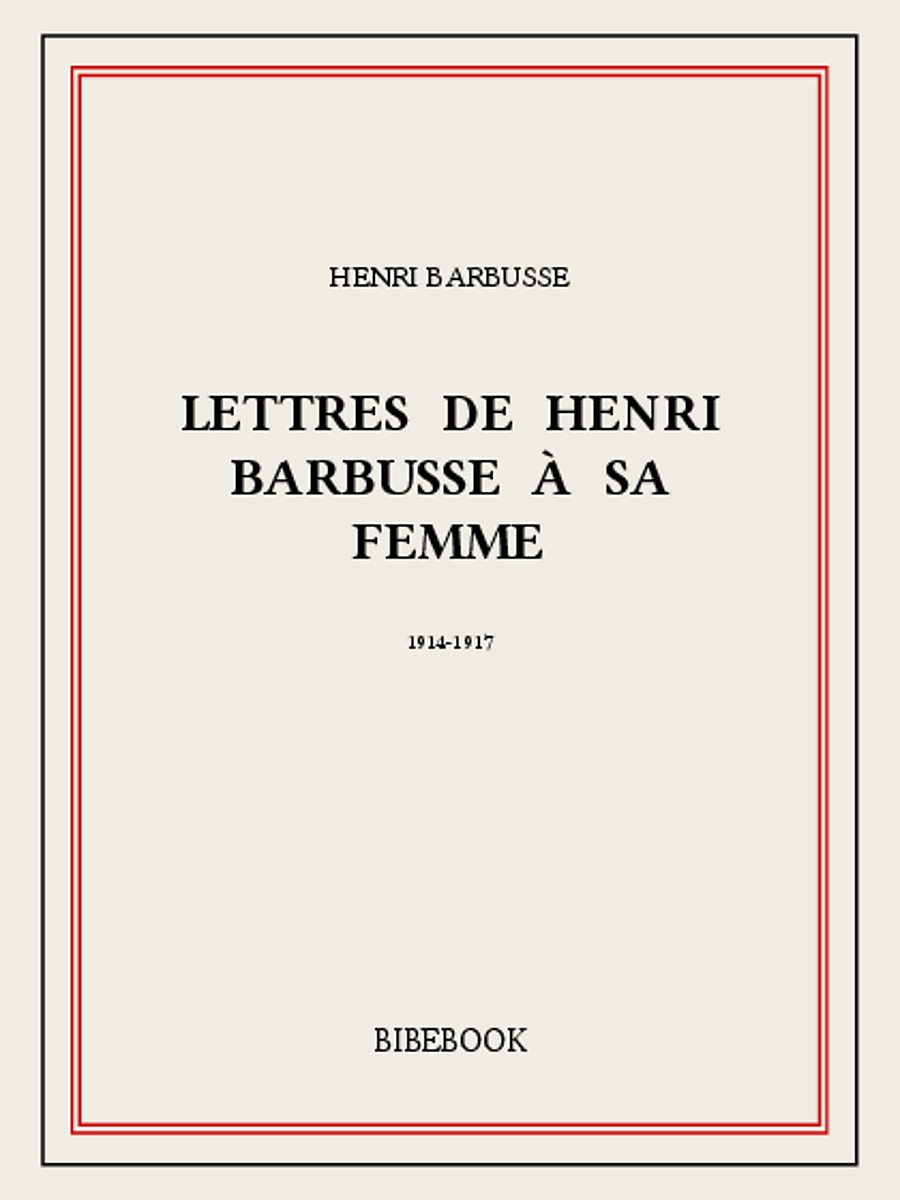 HENRI BARBUSSE
LETTRES DE HENRI
BARBUSSE À SA
FEMME
1914-1917
BIBEBOOK